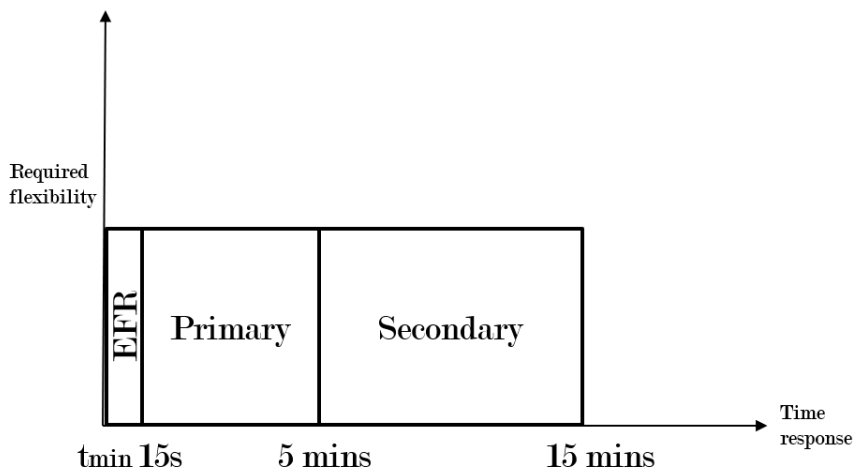 Required
flexibility
EFR
Primary
Secondary
tmin 15s
5 mins
15 mins
Time
response